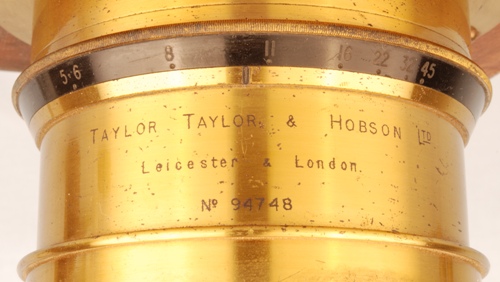 5·6 8 11 16 22 32 45
TAYLOR TAYLOR & HOBSON LTD
Leicester & London.
No 94748